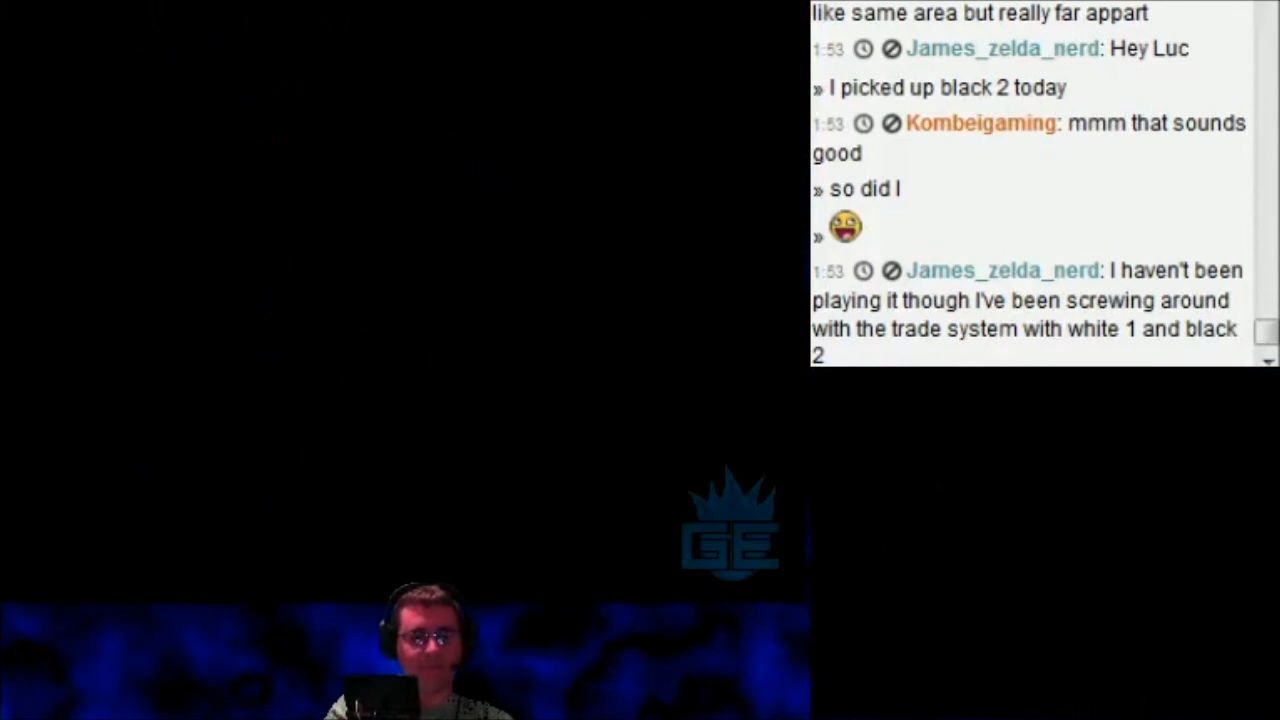 like same area but really far appart
1:53 James_zelda_nerd: Hey Luc
» I picked up black 2 today
1:53 Kombeigaming: mmm that sounds
good
» so did I
»
1:53 James_zelda_nerd: I haven't been
playing it though I've been screwing around
with the trade system with white 1 and black
2
GE